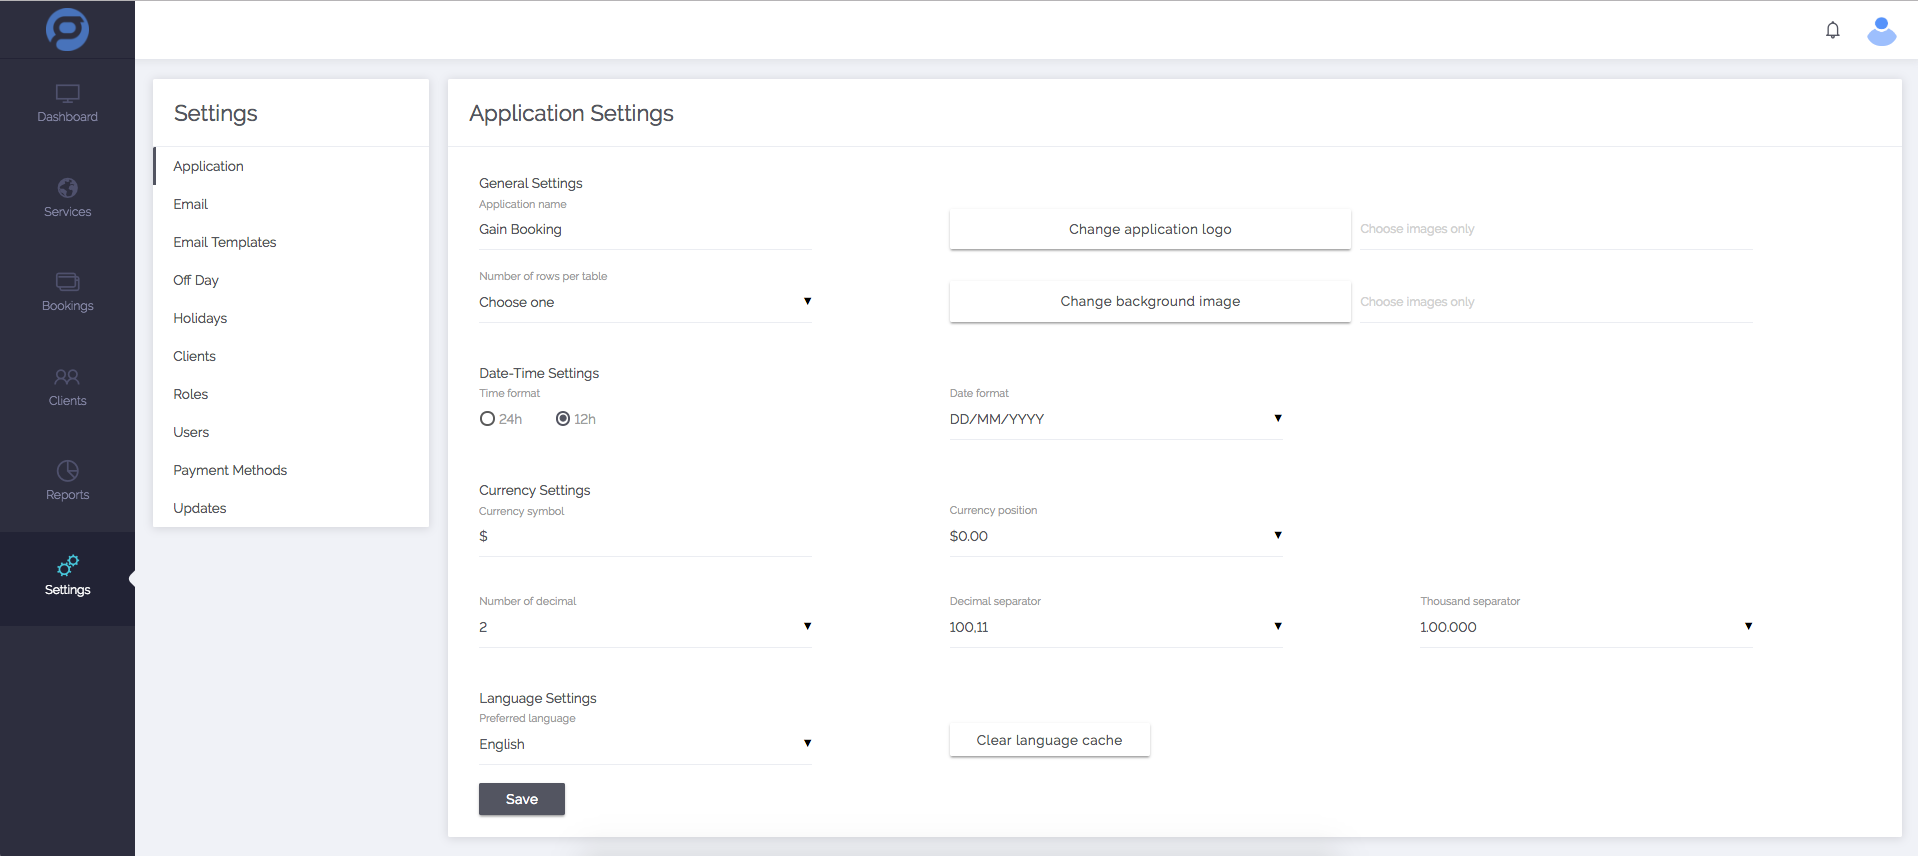 Dashboard
Services
Bookings
Clients
Reports
Settings
Settings
Application
Email
Email Templates
Off Day
Holidays
Clients
Roles
Users
Payment Methods
Updates
Application Settings
General Settings
Application name
Gain Booking
Change application logo
Choose images only
Number of rows per table
Choose one
Change background image
Choose images only
Date-Time Settings
Time format
24h
12h
Date format
DD/MM/YYYY
Currency Settings
Currency symbol
$
Currency position
$0.00
Number of decimal
2
Decimal separator
100,11
Thousand separator
1.00.000
Language Settings
Preferred language
English
Clear language cache
Save